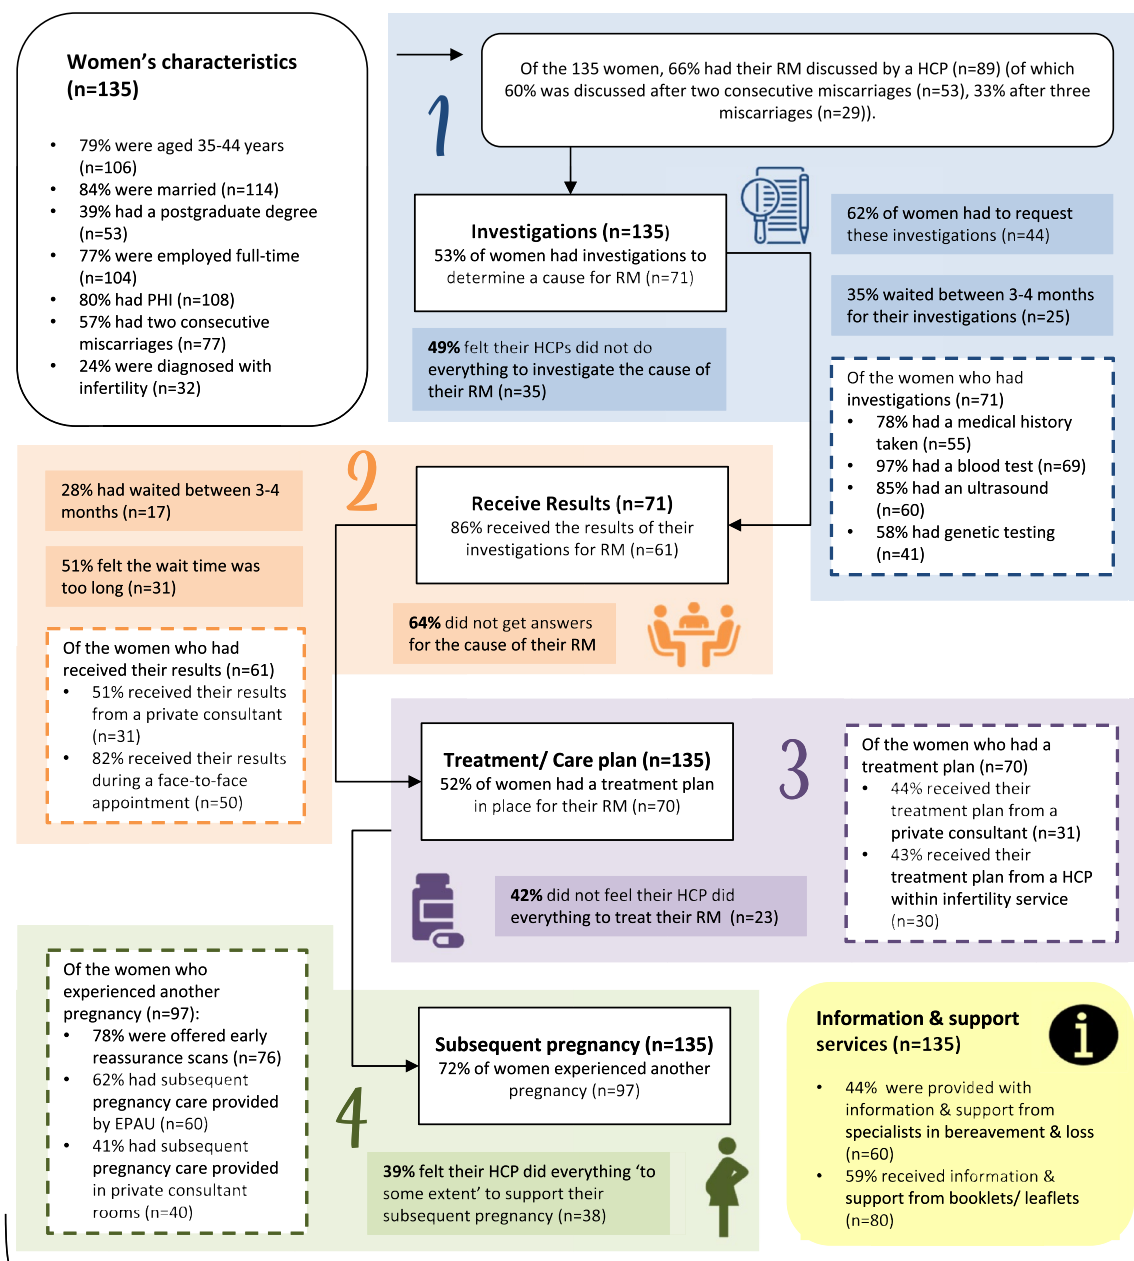 Women's characteristics
(n=135)
• 79% were aged 35-44 years
(n=106)
• 84% were married (n=114)
• 39% had a postgraduate degree
(n=53)
• 77% were employed full-time
(n=104)
• 80% had PHI (n=108)
• 57% had two consecutive
miscarriages (n=77)
• 24% were diagnosed with
infertility (n=32)
1
Of the 135 women, 66% had their RM discussed by a HCP (n=89) (of which
60% was discussed after two consecutive miscarriages (n=53), 33% after three
miscarriages (n=29)).
Investigations (n=135)
53% of women had investigations to
determine a cause for RM (n=71)
49% felt their HCPs did not do
everything to investigate the cause of
their RM (n=35)
62% of women had to request
these investigations (n=44)
35% waited between 3-4 months
for their investigations (n=25)
Of the women who had
investigations (n=71)
• 78% had a medical history
taken (n=55)
• 97% had a blood test (n=69)
• 85% had an ultrasound
(n=60)
• 58% had genetic testing
(n=41)
2
Receive Results (n=71)
86% received the results of their
investigations for RM (n=61)
64% did not get answers
for the cause of their RM
28% had waited between 3-4
months (n=17)
51% felt the wait time was
too long (n=31)
Of the women who had
received their results (n=61)
• 51% received their results
from a private consultant
(n=31)
• 82% received their results
during a face-to-face
appointment (n=50)
3
Treatment/ Care plan (n=135)
52% of women had a treatment plan
in place for their RM (n=70)
42% did not feel their HCP did
everything to treat their RM (n=23)
Of the women who had a
treatment plan (n=70)
• 44% received their
treatment plan from a
private consultant (n=31)
• 43% received their
treatment plan from a HCP
within infertility service
(n=30)
4
Subsequent pregnancy (n=135)
72% of women experienced another
pregnancy (n=97)
39% felt their HCP did everything 'to
some extent' to support their
subsequent pregnancy (n=38)
Of the women who
experienced another
pregnancy (n=97):
• 78% were offered early
reassurance scans (n=76)
• 62% had subsequent
pregnancy care provided
by EPAU (n=60)
• 41% had subsequent
pregnancy care provided
in private consultant
rooms (n=40)
Information & support
services (n=135)
i
• 44% were provided with
information & support from
specialists in bereavement & loss
(n=60)
• 59% received information &
support from booklets/ leaflets
(n=80)